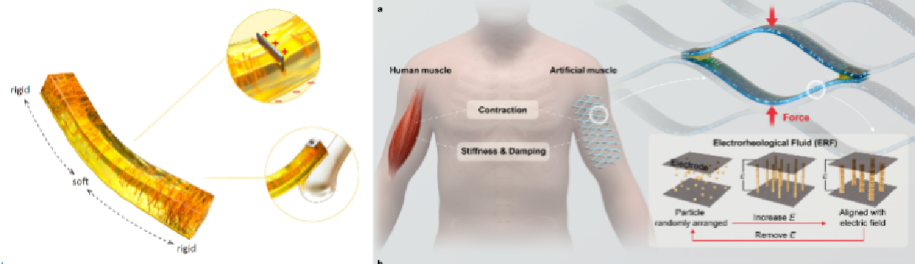 rigid
soft
rigid
a
Human muscle
Artificial muscle
Contraction
Stiffness & Damping
Force
Electrorheological Fluid (ERF)
Electrode
Particle
randomly arranged
Increase E
Aligned with
electric field
Remove E